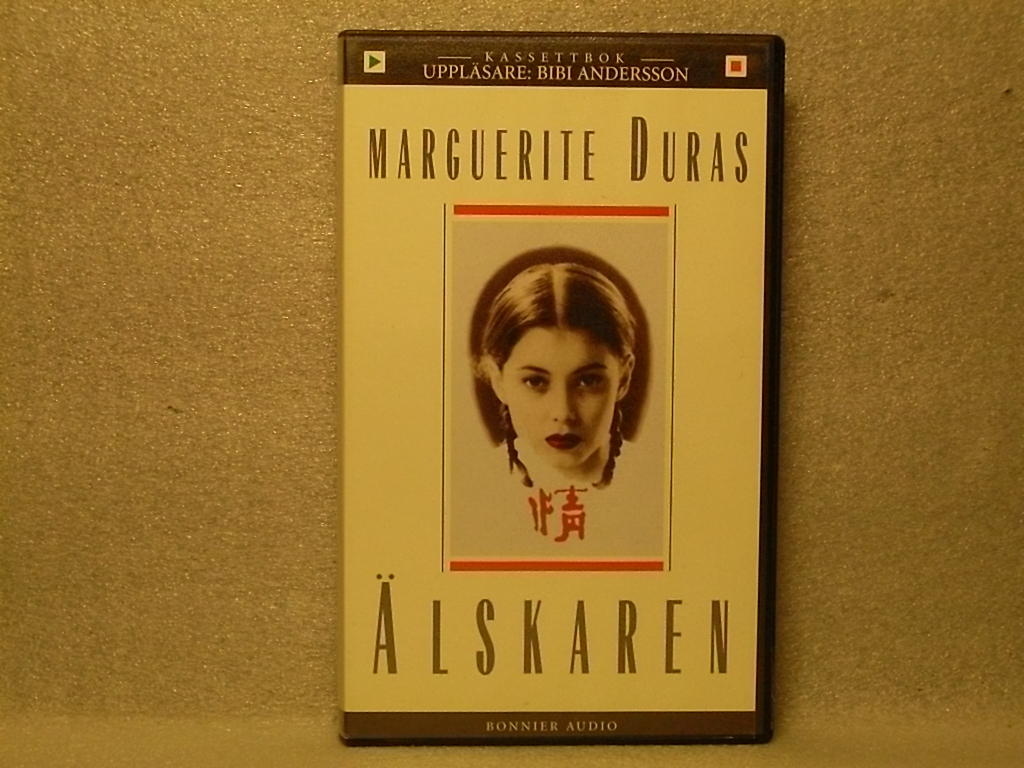 KASSETTBOK
UPPLÄSARE: BIBI ANDERSSON
MARGUERITE DURAS
情
ÄLSKAREN
BONNIER AUDIO